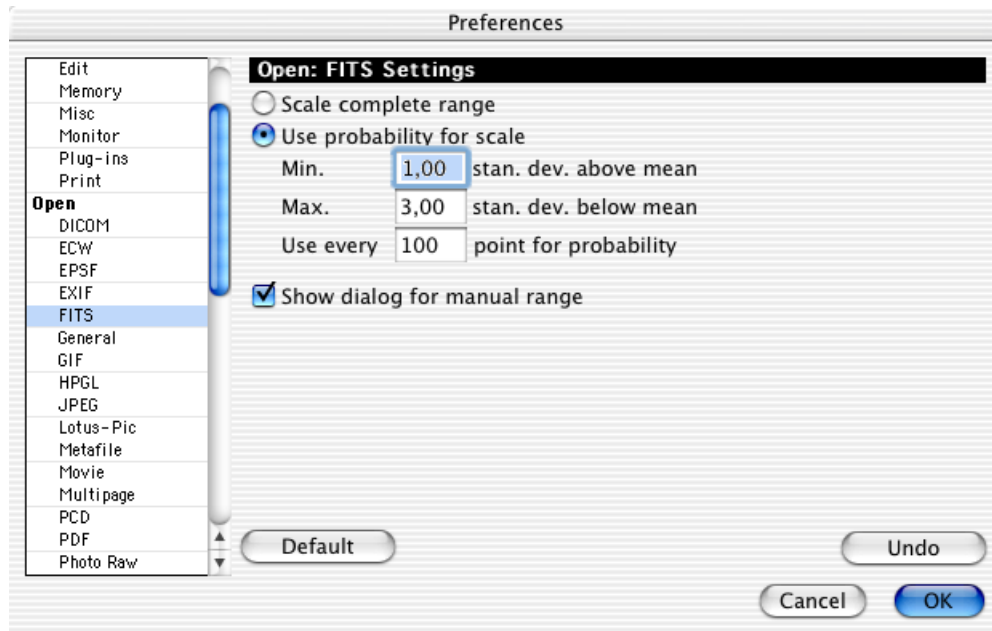 Preferences
Edit
Memory
Misc
Monitor
Plug-ins
Print
Open
DICOM
ECW
EPSF
EXIF
FITS
General
GIF
HPGL
JPEG
Lotus-Pic
Metafile
Movie
Multipage
PCD
PDF
Photo Raw
Open: FITS Settings
Scale complete range
Use probability for scale
Min. 1,00 stan. dev. above mean
Max. 3,00 stan. dev. below mean
Use every 100 point for probability
Show dialog for manual range
Default
Undo
Cancel
OK